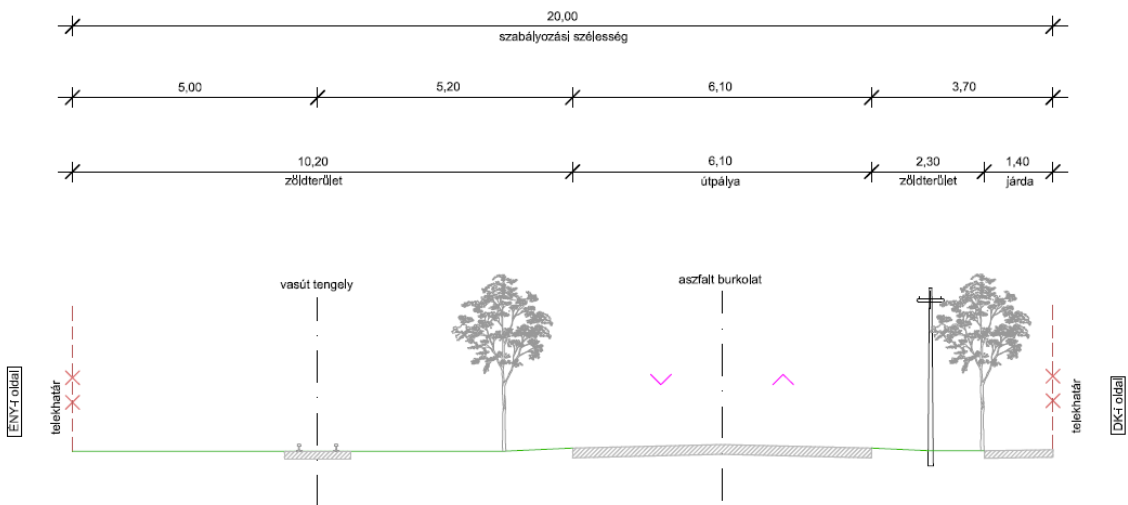 20,00
szabályozási szélesség
5,00
5,20
6,10
3,70
10,20
zöldterület
6,10
útpálya
2,30
zöldterület
1,40
járda
vasút tengely
aszfalt burkolat
ÉNY-i oldal
telekhatár
telekhatár
DK-i oldal